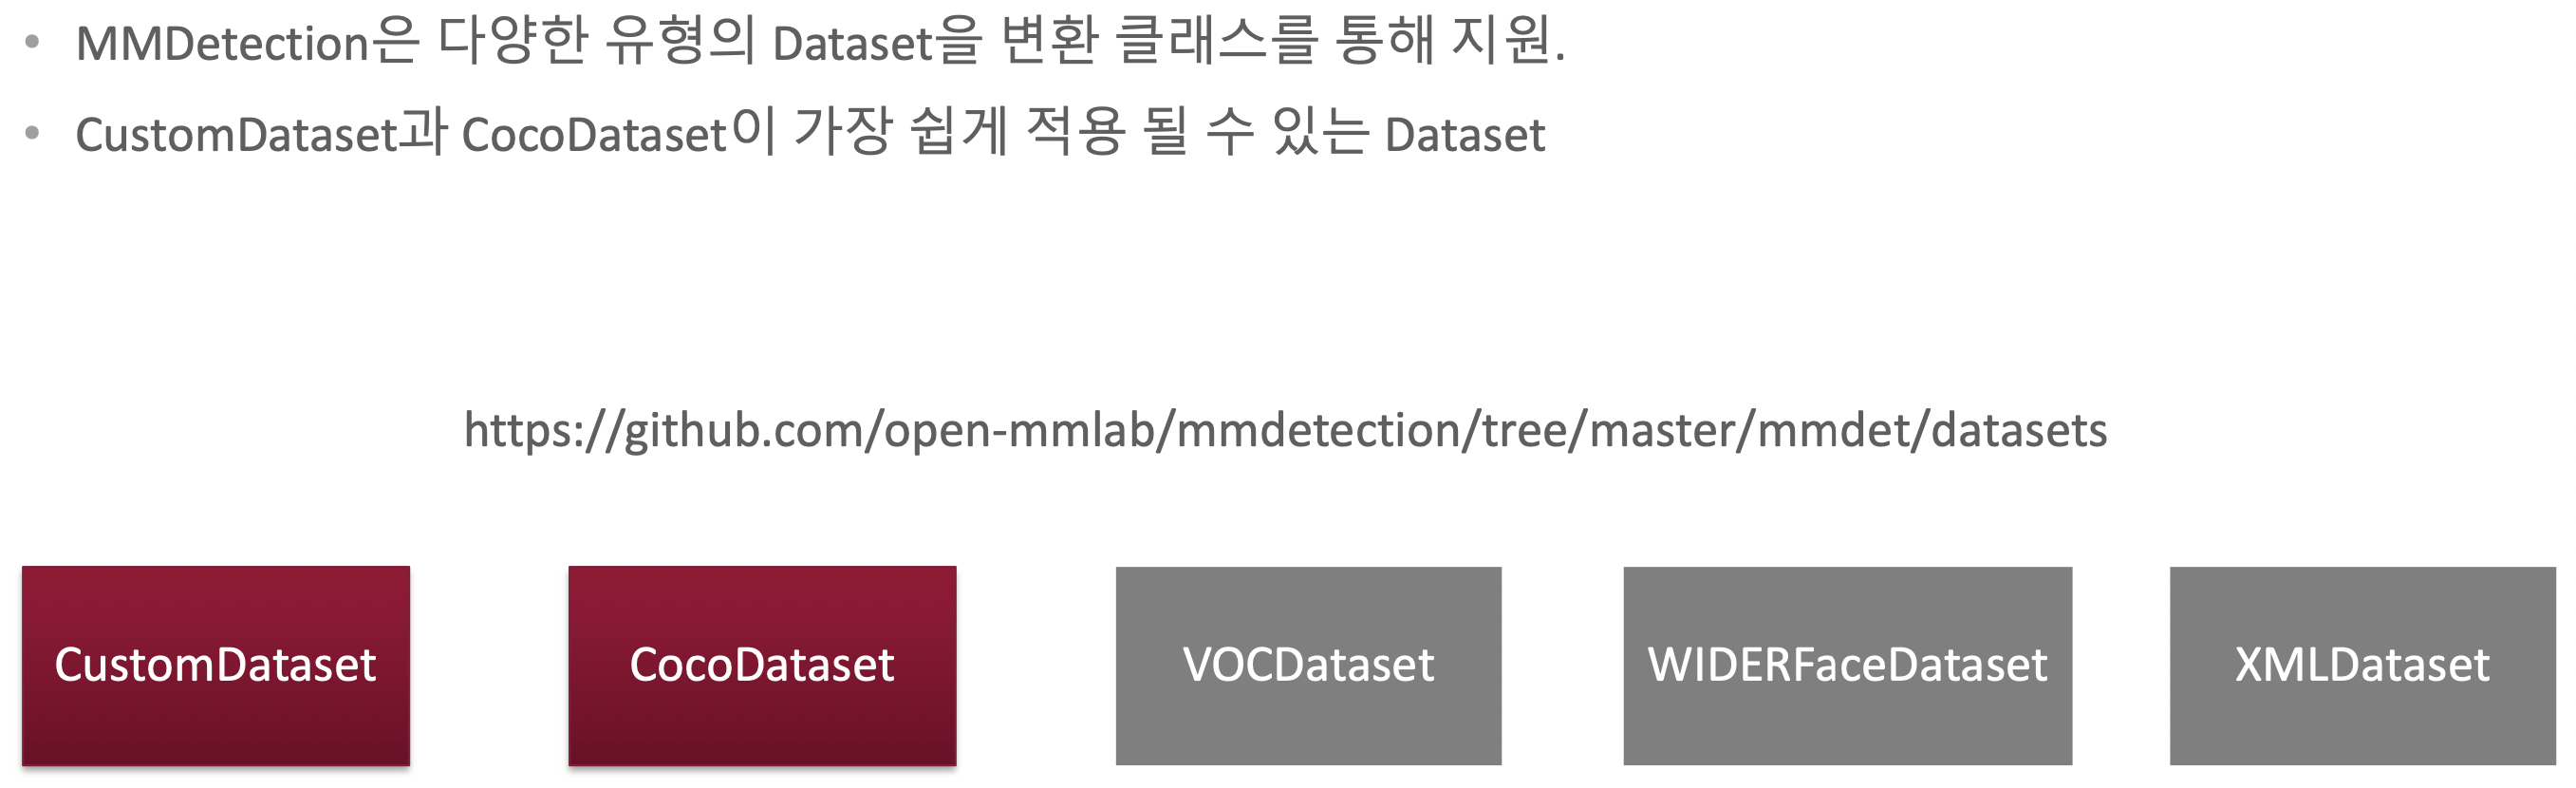 • MMDetection은 다양한 유형의 Dataset을 변환 클래스를 통해 지원.
• CustomDataset과 CocoDataset이 가장 쉽게 적용 될 수 있는 Dataset
https://github.com/open-mmlab/mmdetection/tree/master/mmdet/datasets
CustomDataset
CocoDataset
VOCDataset
WIDERFaceDataset
XMLDataset